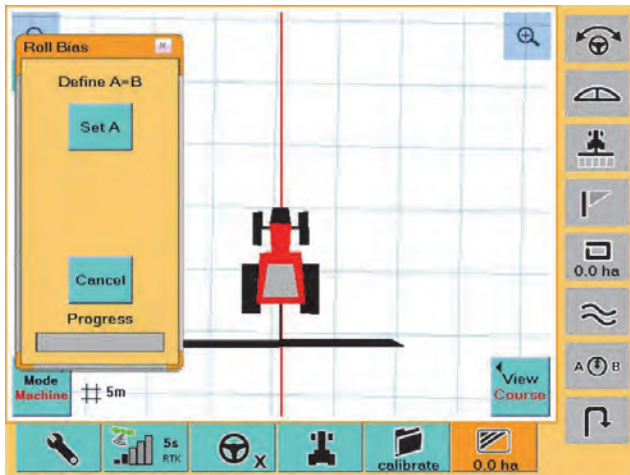 Roll Bias
Define A=B
Set A
Cancel
Progress
Mode
Machine
5m
View
Course
0.0 ha
A B
5s
RTK
X
calibrate
0.0 ha